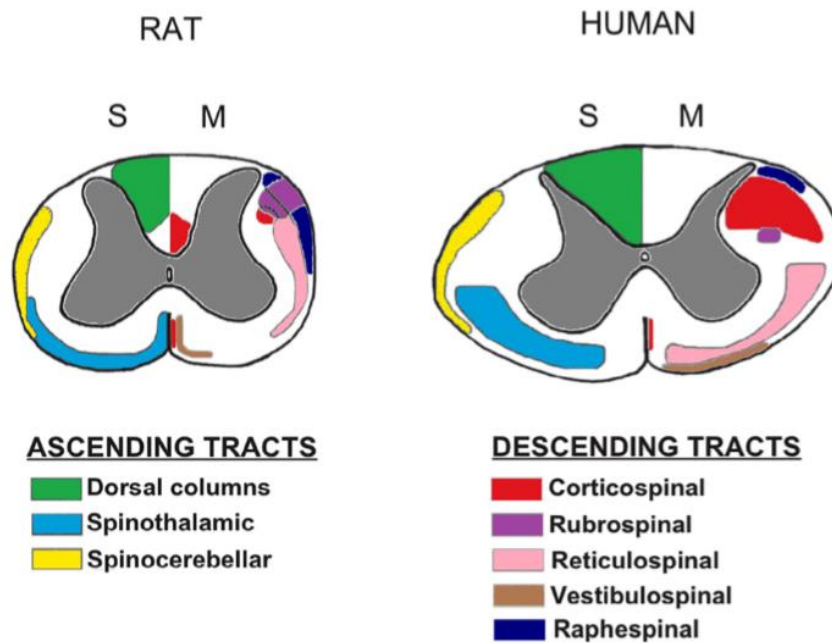 RAT
HUMAN
S M
S M
ASCENDING TRACTS
Dorsal columns
Spinothalamic
Spinocerebellar
DESCENDING TRACTS
Corticospinal
Rubrospinal
Reticulospinal
Vestibulospinal
Raphespinal